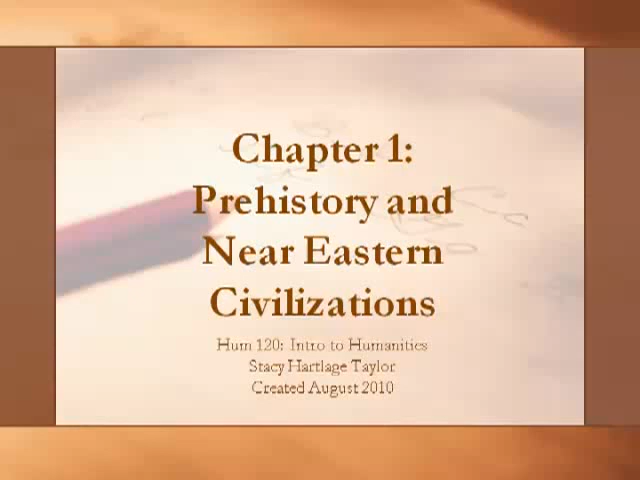 Chapter 1:
Prehistory and
Near Eastern
Civilizations
Hum 120: Intro to Humanities
Stacy Hartlage Taylor
Created August 2010